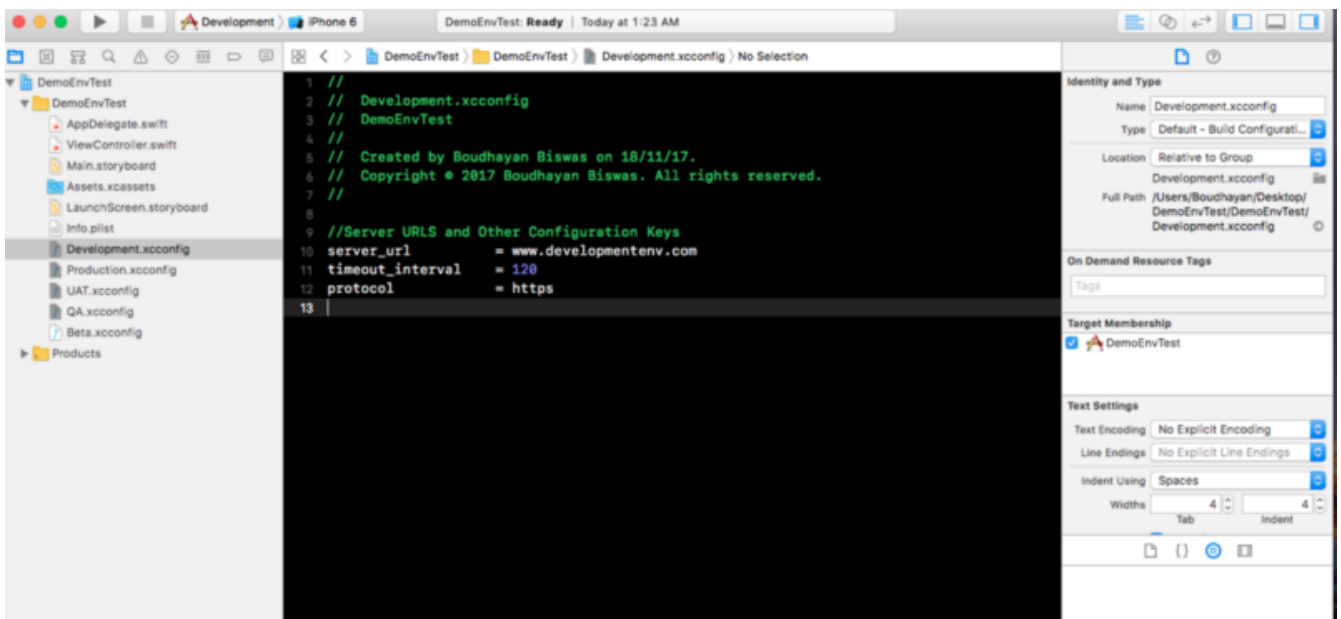 Development
iPhone 6
DemoEnvTest: Ready | Today at 1:23 AM
DemoEnvTest
DemoEnvTest
AppDelegate.swift
ViewController.swift
Main.storyboard
Assets.xcassets
LaunchScreen.storyboard
Info.plist
Development.xcconfig
Production.xcconfig
UAT.xcconfig
QA.xcconfig
Beta.xcconfig
Products
DemoEnvTest
DemoEnvTest
Development.xcconfig
No Selection
1 //
2 // Development.xcconfig
3 // DemoEnvTest
4 //
5 // Created by Boudhayan Biswas on 18/11/17.
6 // Copyright © 2017 Boudhayan Biswas. All rights reserved.
7 //
8
9 //Server URLS and Other Configuration Keys
10 server_url = www.developmentenv.com
11 timeout_interval = 120
12 protocol = https
13
Identity and Type
Name Development.xcconfig
Type Default - Build Configurati...
Location Relative to Group
Development.xcconfig
Full Path /Users/Boudhayan/Desktop/
DemoEnvTest/DemoEnvTest/
Development.xcconfig
On Demand Resource Tags
Tags
Target Membership
DemoEnvTest
Text Settings
Text Encoding No Explicit Encoding
Line Endings No Explicit Line Endings
Indent Using Spaces
Widths 4 4
Tab Indent